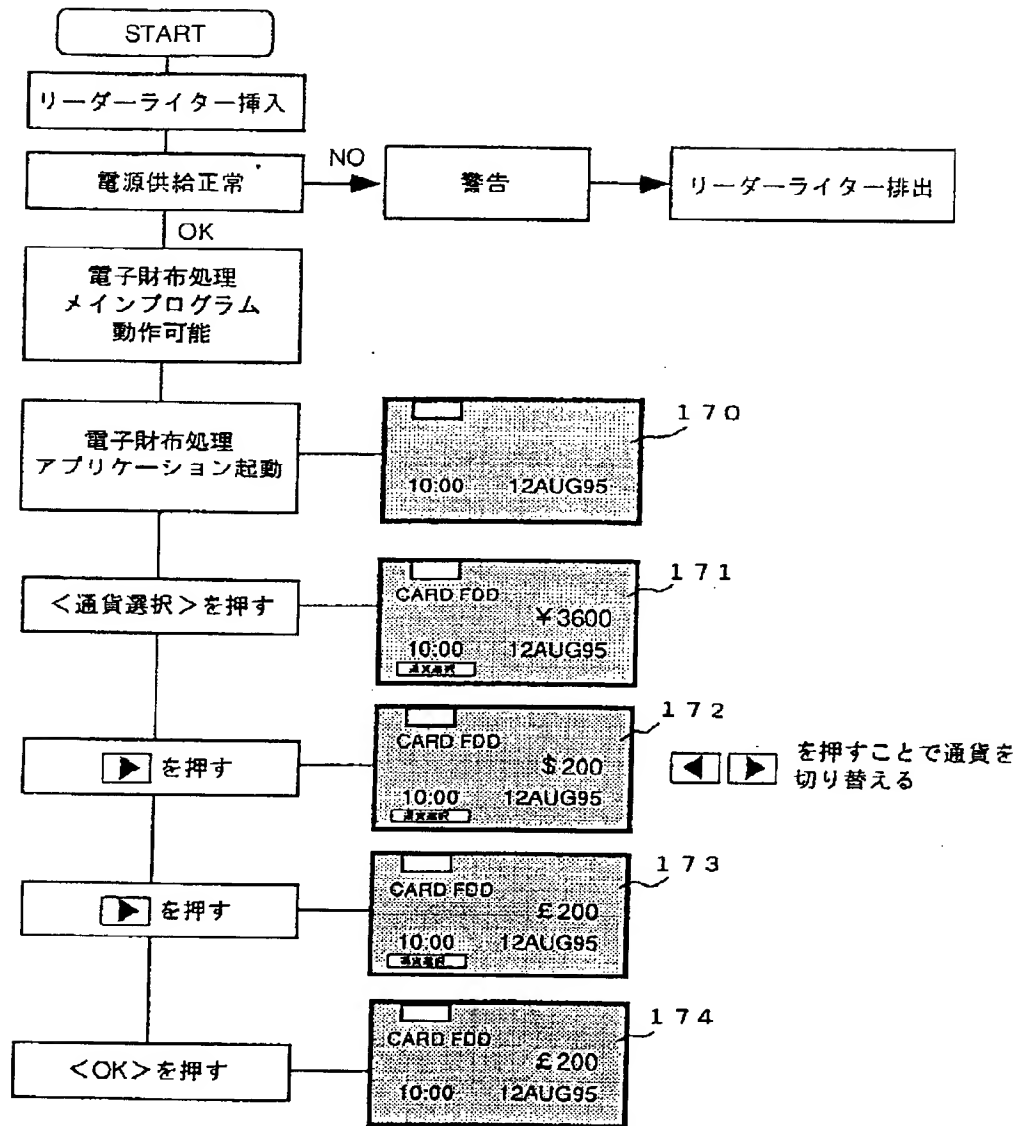 START
リーダーライター挿入
電源供給正常
NO
警告
リーダーライター排出
OK
電子財布処理
メインプログラム
動作可能
電子財布処理
アプリケーション起動
10:00 12AUG95
170
<通貨選択>を押す
CARD FDD
¥3600
10:00 12AUG95
通貨選択
171
▶ を押す
CARD FDD
$200
10:00 12AUG95
通貨選択
172
◀ ▶ を押すことで通貨を
切り替える
▶ を押す
CARD FDD
£200
10:00 12AUG95
通貨選択
173
<OK>を押す
CARD FDD
£200
10:00 12AUG95
174